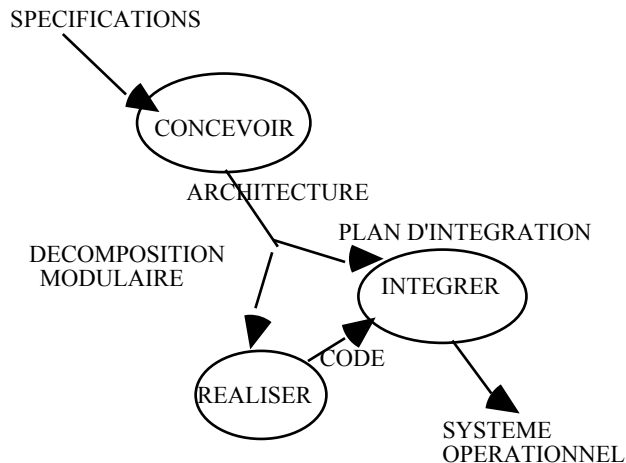 SPECIFICATIONS
CONCEVOIR
ARCHITECTURE
PLAN D'INTEGRATION
DECOMPOSITION
MODULAIRE
INTEGRER
CODE
REALISER
SYSTEME
OPERATIONNEL